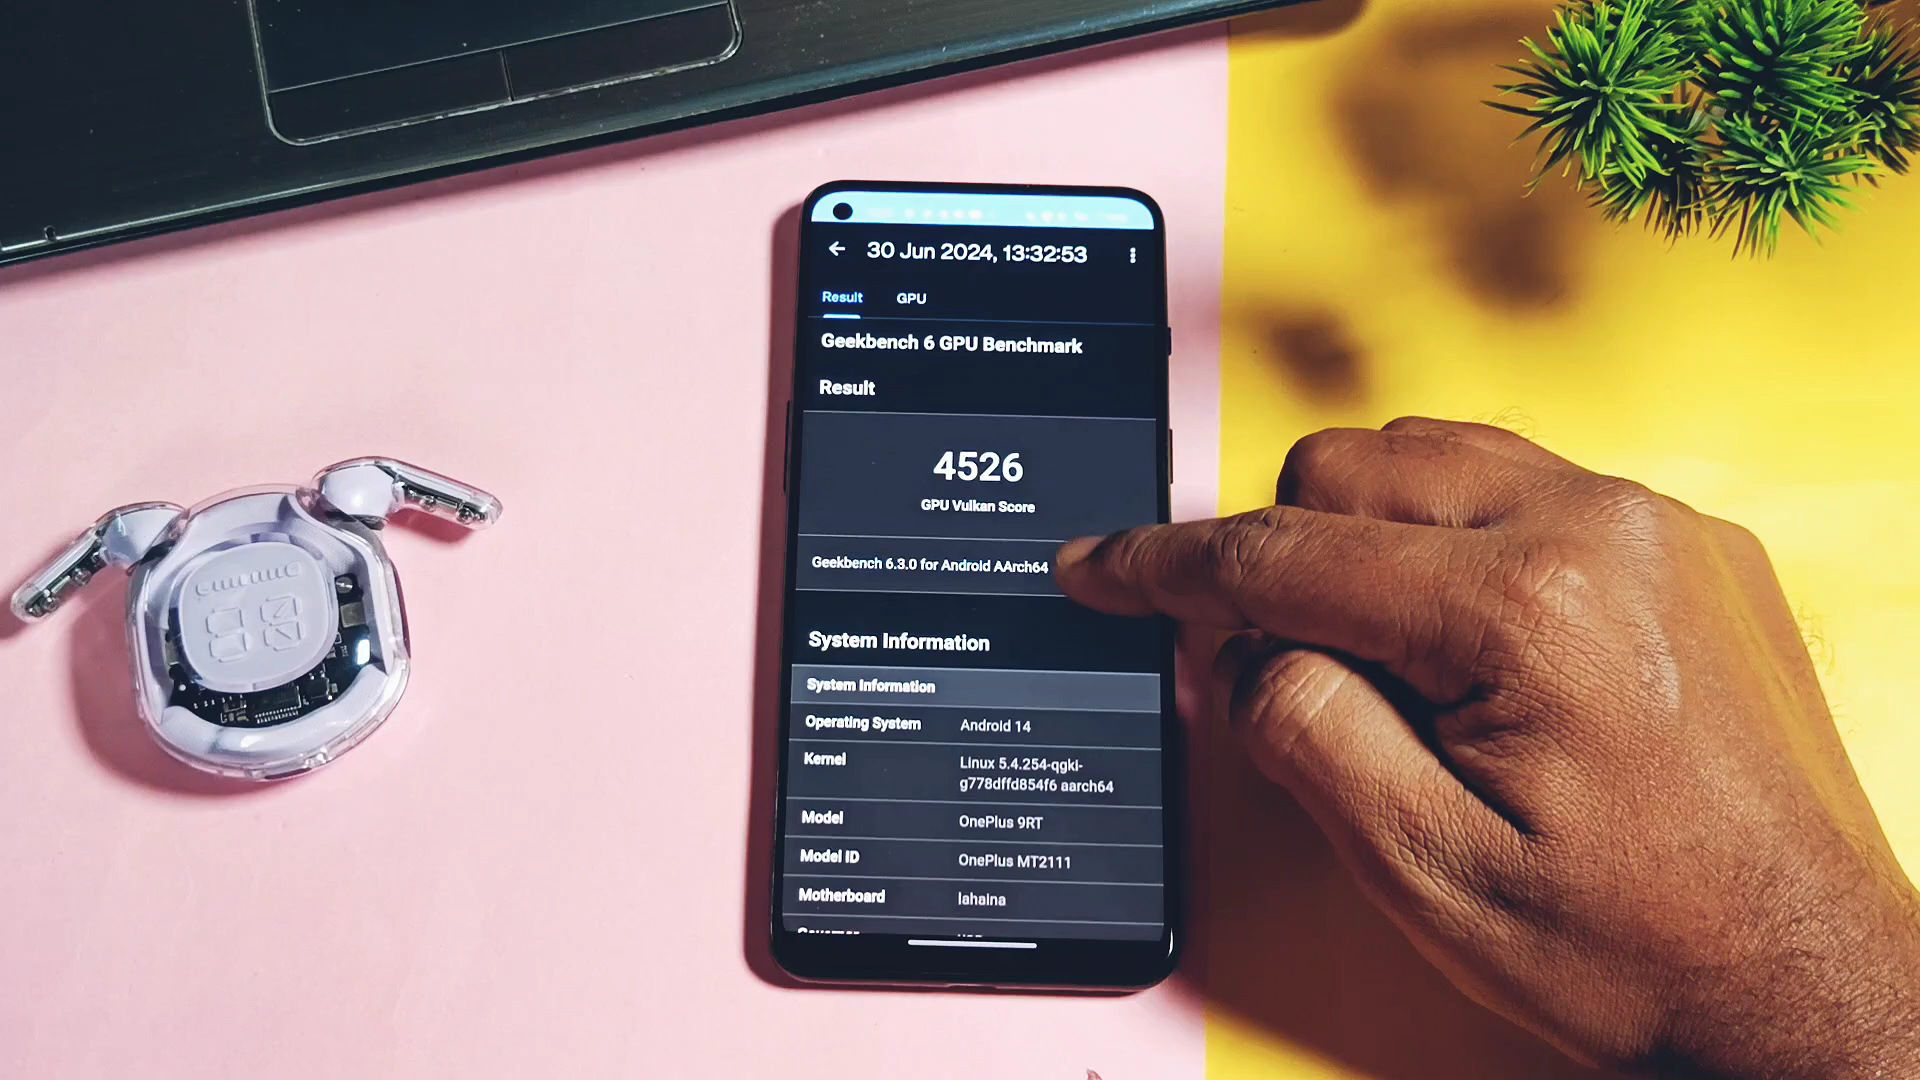 30 Jun 2024, 13:32:53
Result GPU
Geekbench 6 GPU Benchmark
Result
4526
GPU Vulkan Score
Geekbench 6.3.0 for Android AArch64
System Information
System Information
Operating System Android 14
Kernel Linux 5.4.254-qgki-
g778dffd854f6 aarch64
Model OnePlus 9RT
Model ID OnePlus MT2111
Motherboard lahaina